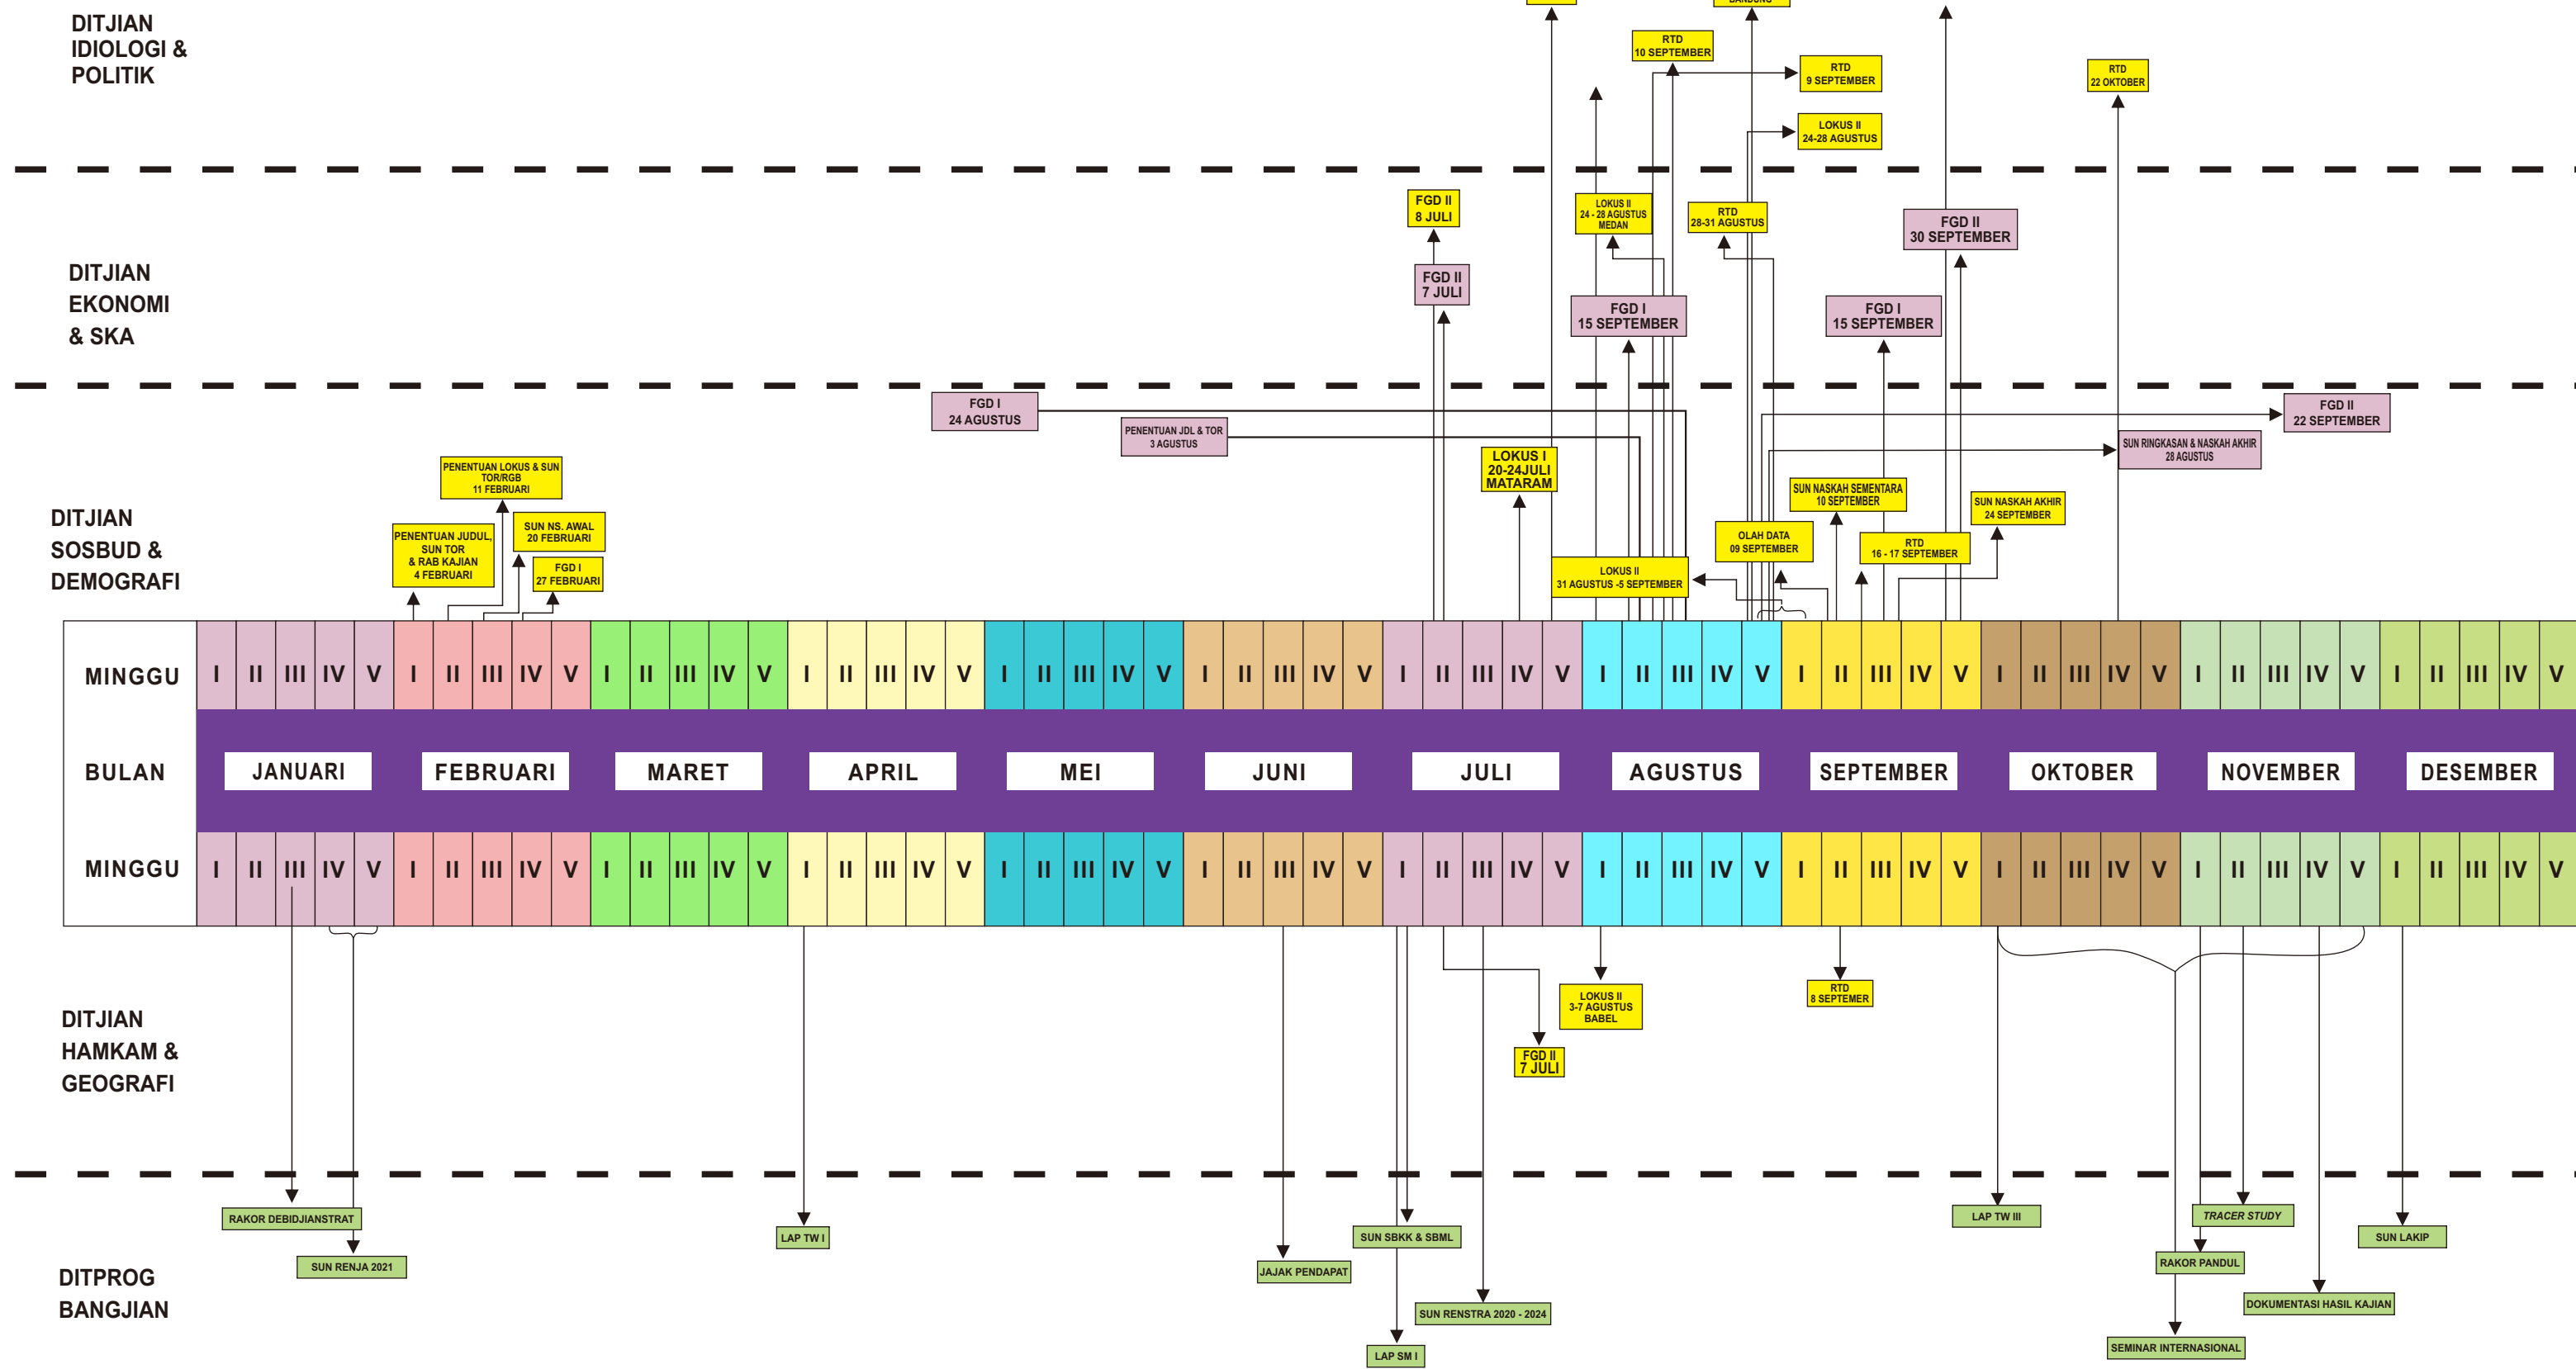 BANDUNG
DITJIAN
IDIOLOGI &
POLITIK
RTD
10 SEPTEMBER
RTD
9 SEPTEMBER
RTD
22 OKTOBER
LOKUS II
24-28 AGUSTUS
DITJIAN
EKONOMI
& SKA
FGD II
8 JULI
LOKUS II
24 - 28 AGUSTUS
MEDAN
RTD
28-31 AGUSTUS
FGD II
30 SEPTEMBER
FGD II
7 JULI
FGD I
15 SEPTEMBER
FGD I
15 SEPTEMBER
DITJIAN
SOSBUD &
DEMOGRAFI
FGD I
24 AGUSTUS
PENENTUAN JDL & TOR
3 AGUSTUS
FGD II
22 SEPTEMBER
SUN RINGKASAN & NASKAH AKHIR
28 AGUSTUS
PENENTUAN LOKUS & SUN
TOR/RGB
11 FEBRUARI
LOKUS I
20-24JULI
MATARAM
SUN NASKAH SEMENTARA
10 SEPTEMBER
SUN NASKAH AKHIR
24 SEPTEMBER
PENENTUAN JUDUL,
SUN TOR
& RAB KAJIAN
4 FEBRUARI
SUN NS. AWAL
20 FEBRUARI
FGD I
27 FEBRUARI
OLAH DATA
09 SEPTEMBER
RTD
16 - 17 SEPTEMBER
LOKUS II
31 AGUSTUS -5 SEPTEMBER
MINGGU I II III IV V I II III IV V I II III IV V I II III IV V I II III IV V I II III IV V I II III IV V I II III IV V I II III IV V I II III IV V I II III IV V I II III IV V
BULAN JANUARI FEBRUARI MARET APRIL MEI JUNI JULI AGUSTUS SEPTEMBER OKTOBER NOVEMBER DESEMBER
MINGGU I II III IV V I II III IV V I II III IV V I II III IV V I II III IV V I II III IV V I II III IV V I II III IV V I II III IV V I II III IV V I II III IV V I II III IV V
DITJIAN
HAMKAM &
GEOGRAFI
LOKUS II
3-7 AGUSTUS
BABEL
RTD
8 SEPTEMER
FGD II
7 JULI
DITPROG
BANGJIAN
RAKOR DEBIDJIANSTRAT
SUN RENJA 2021
LAP TW I
JAJAK PENDAPAT
SUN SBKK & SBML
SUN RENSTRA 2020 - 2024
LAP SM I
LAP TW III
TRACER STUDY
RAKOR PANDUL
SUN LAKIP
DOKUMENTASI HASIL KAJIAN
SEMINAR INTERNASIONAL